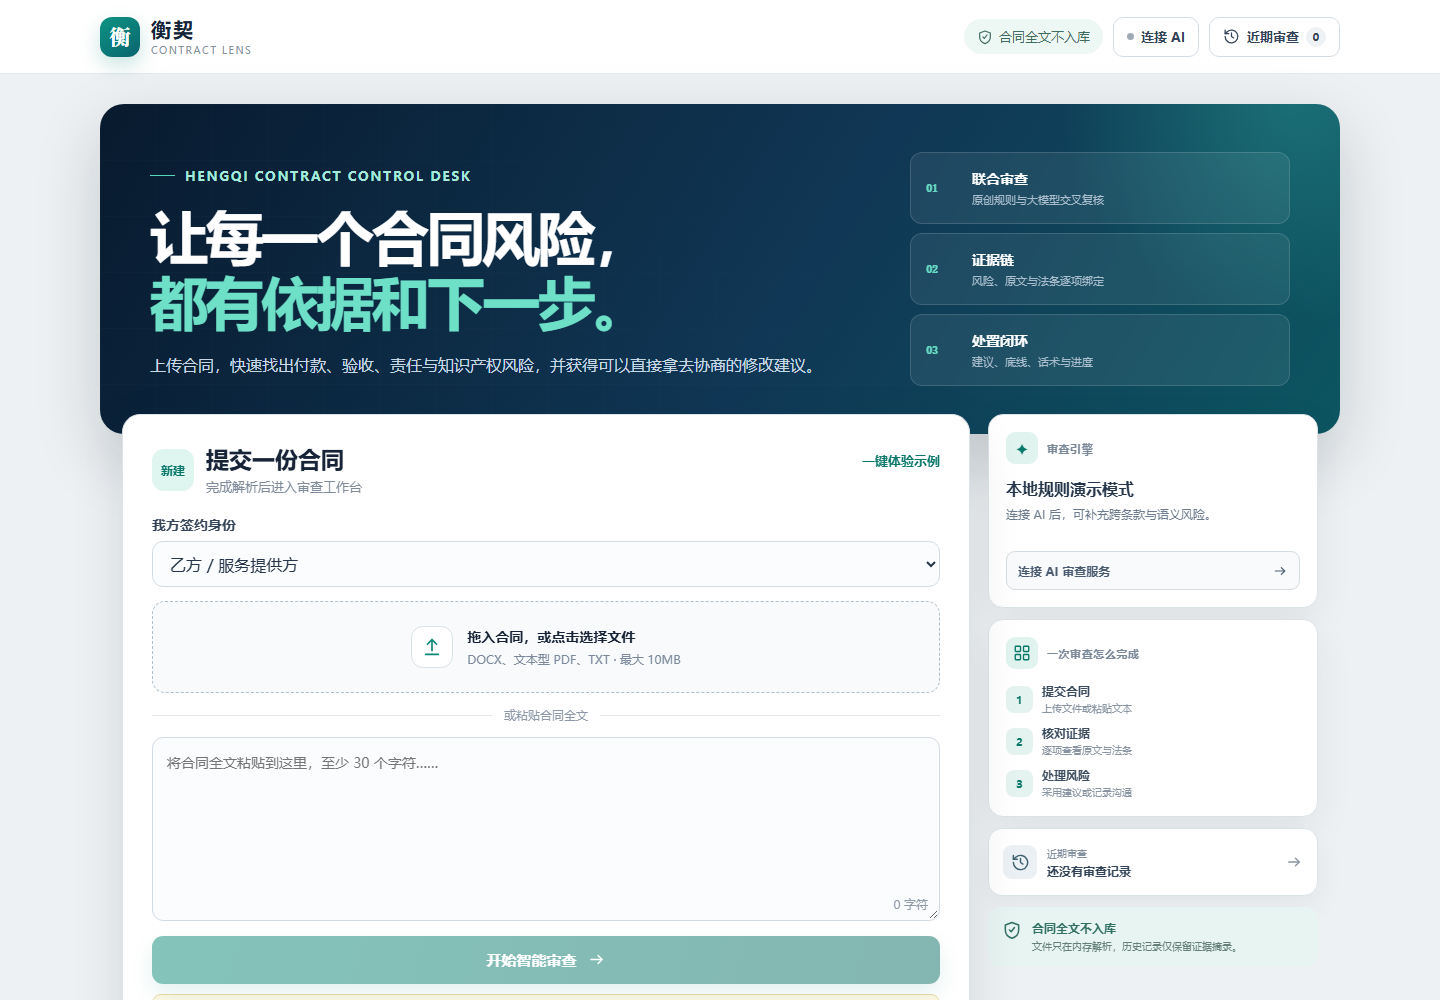 衡
衡契
CONTRACT LENS
合同全文不入库
连接 AI
近期审查 0
HENGQI CONTRACT CONTROL DESK
让每一个合同风险，
都有依据和下一步。
上传合同，快速找出付款、验收、责任与知识产权风险，并获得可以直接拿去协商的修改建议。
01
联合审查
原创规则与大模型交叉复核
02
证据链
风险、原文与法条逐项绑定
03
处置闭环
建议、底线、话术与进度
新建
提交一份合同
完成解析后进入审查工作台
一键体验示例
我方签约身份
乙方 / 服务提供方
拖入合同，或点击选择文件
DOCX、文本型 PDF、TXT · 最大 10MB
或粘贴合同全文
将合同全文粘贴到这里，至少 30 个字符……
0 字符
开始智能审查
审查引擎
本地规则演示模式
连接 AI 后，可补充跨条款与语义风险。
连接 AI 审查服务
一次审查怎么完成
1
提交合同
上传文件或粘贴文本
2
核对证据
逐项查看原文与法条
3
处理风险
采用建议或记录沟通
近期审查
还没有审查记录
合同全文不入库
文件只在内存解析，历史记录仅保留证据摘录。